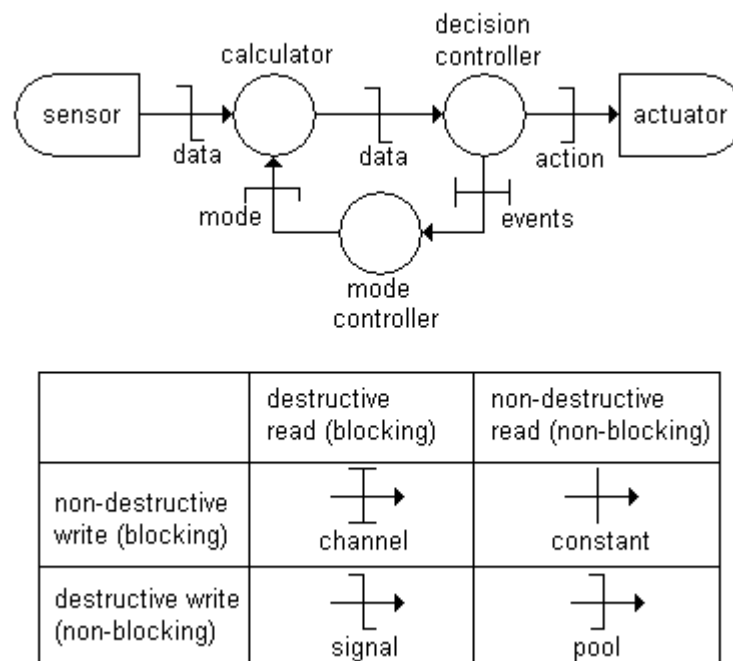 decision
calculator
controller
sensor
actuator
data
data
action
mode
events
mode
controller
destructive
read (blocking)
non-destructive
read (non-blocking)
non-destructive
write (blocking)
channel
constant
destructive write
(non-blocking)
signal
pool